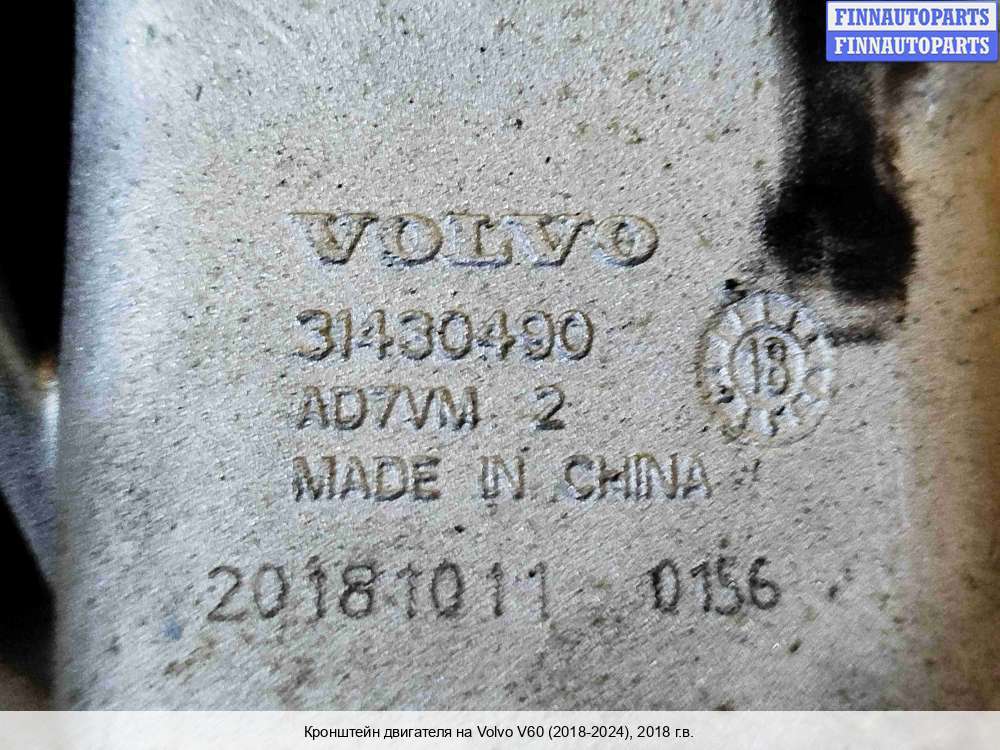 FINNAUTOPARTS
FINNAUTOPARTS
VOLVO
31430490
18
AD7VM 2
MADE IN CHINA
20181011 0156
Кронштейн двигателя на Volvo V60 (2018-2024), 2018 г.в.